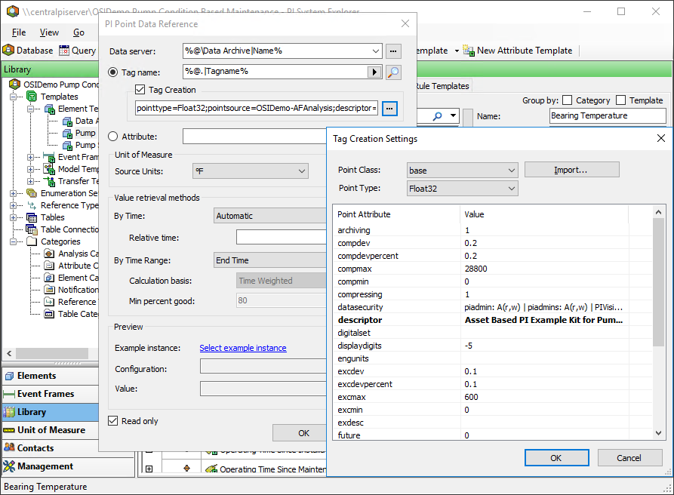 \\centralpiserver\OSIDemo Pump Condition Based Maintenance - PI System Explorer
File View Go
Database Query
Template New Attribute Template
Library
OSIDemo Pump Cond
Templates
Element Te
Data A
Pump
Pump S
Event Fram
Model Temp
Transfer Te
Enumeration Se
Reference Type
Tables
Table Connection
Categories
Analysis Ca
Attribute C
Element Ca
Notification
Reference
Table Categ
Elements
Event Frames
Library
Unit of Measure
Contacts
Management
Bearing Temperature
Rule Templates
Group by: Category Template
Name: Bearing Temperature
Operating Time Since Mainten
PI Point Data Reference
Data server: %@\Data Archive|Name%
Tag name: %@.|Tagname%
Tag Creation
pointtype=Float32;pointsource=OSIDemo-AFAnalysis;descriptor=
Attribute:
Unit of Measure
Source Units: °F
Value retrieval methods
By Time: Automatic
Relative time:
By Time Range: End Time
Calculation basis: Time Weighted
Min percent good: 80
Preview
Example instance: Select example instance
Configuration:
Value:
Read only
OK
Tag Creation Settings
Point Class: base Import...
Point Type: Float32
Point Attribute Value
archiving 1
compdev 0.2
compdevpercent 0.2
compmax 28800
compmin 0
compressing 1
datasecurity piadmin: A(r,w) | piadmins: A(r,w) | PIVisi...
descriptor Asset Based PI Example Kit for Pum...
digitalset
displaydigits -5
engunits
excdev 0.1
excdevpercent 0.1
excmax 600
excmin 0
exdesc
future 0
OK Cancel